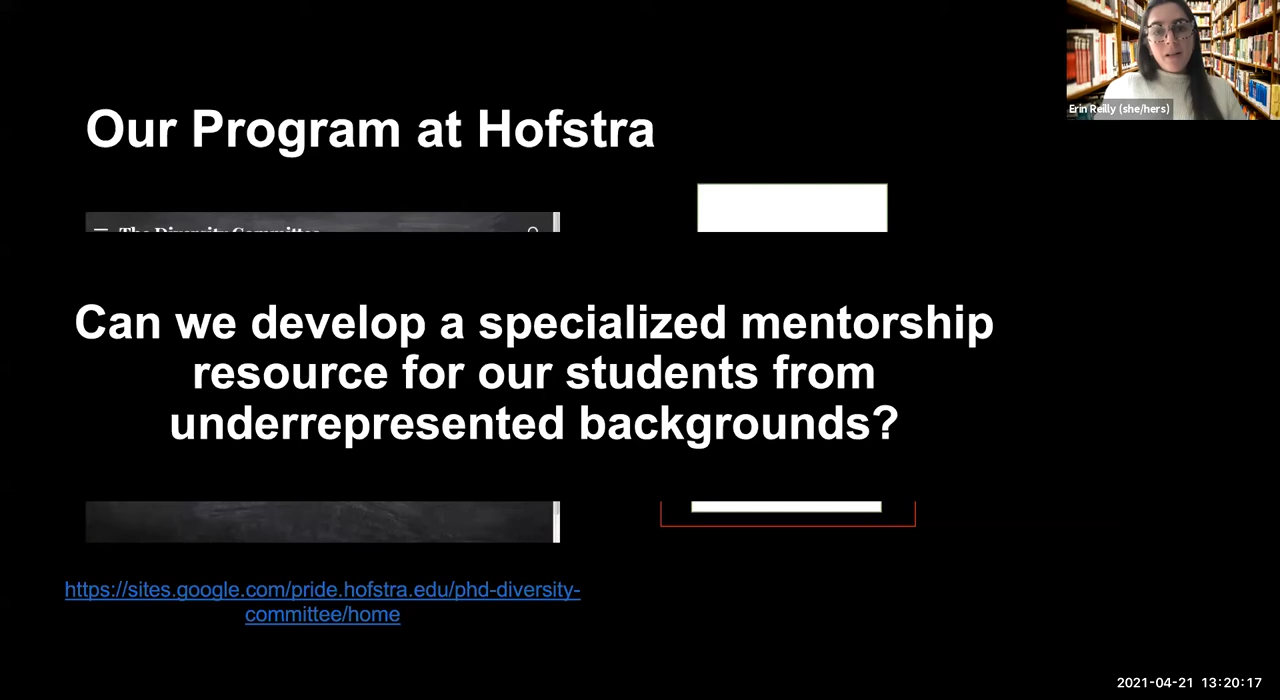 Erin Reilly (she/hers)
Our Program at Hofstra
The Diversity Committee
Can we develop a specialized mentorship
resource for our students from
underrepresented backgrounds?
https://sites.google.com/pride.hofstra.edu/phd-diversity-
committee/home
2021-04-21 13:20:17